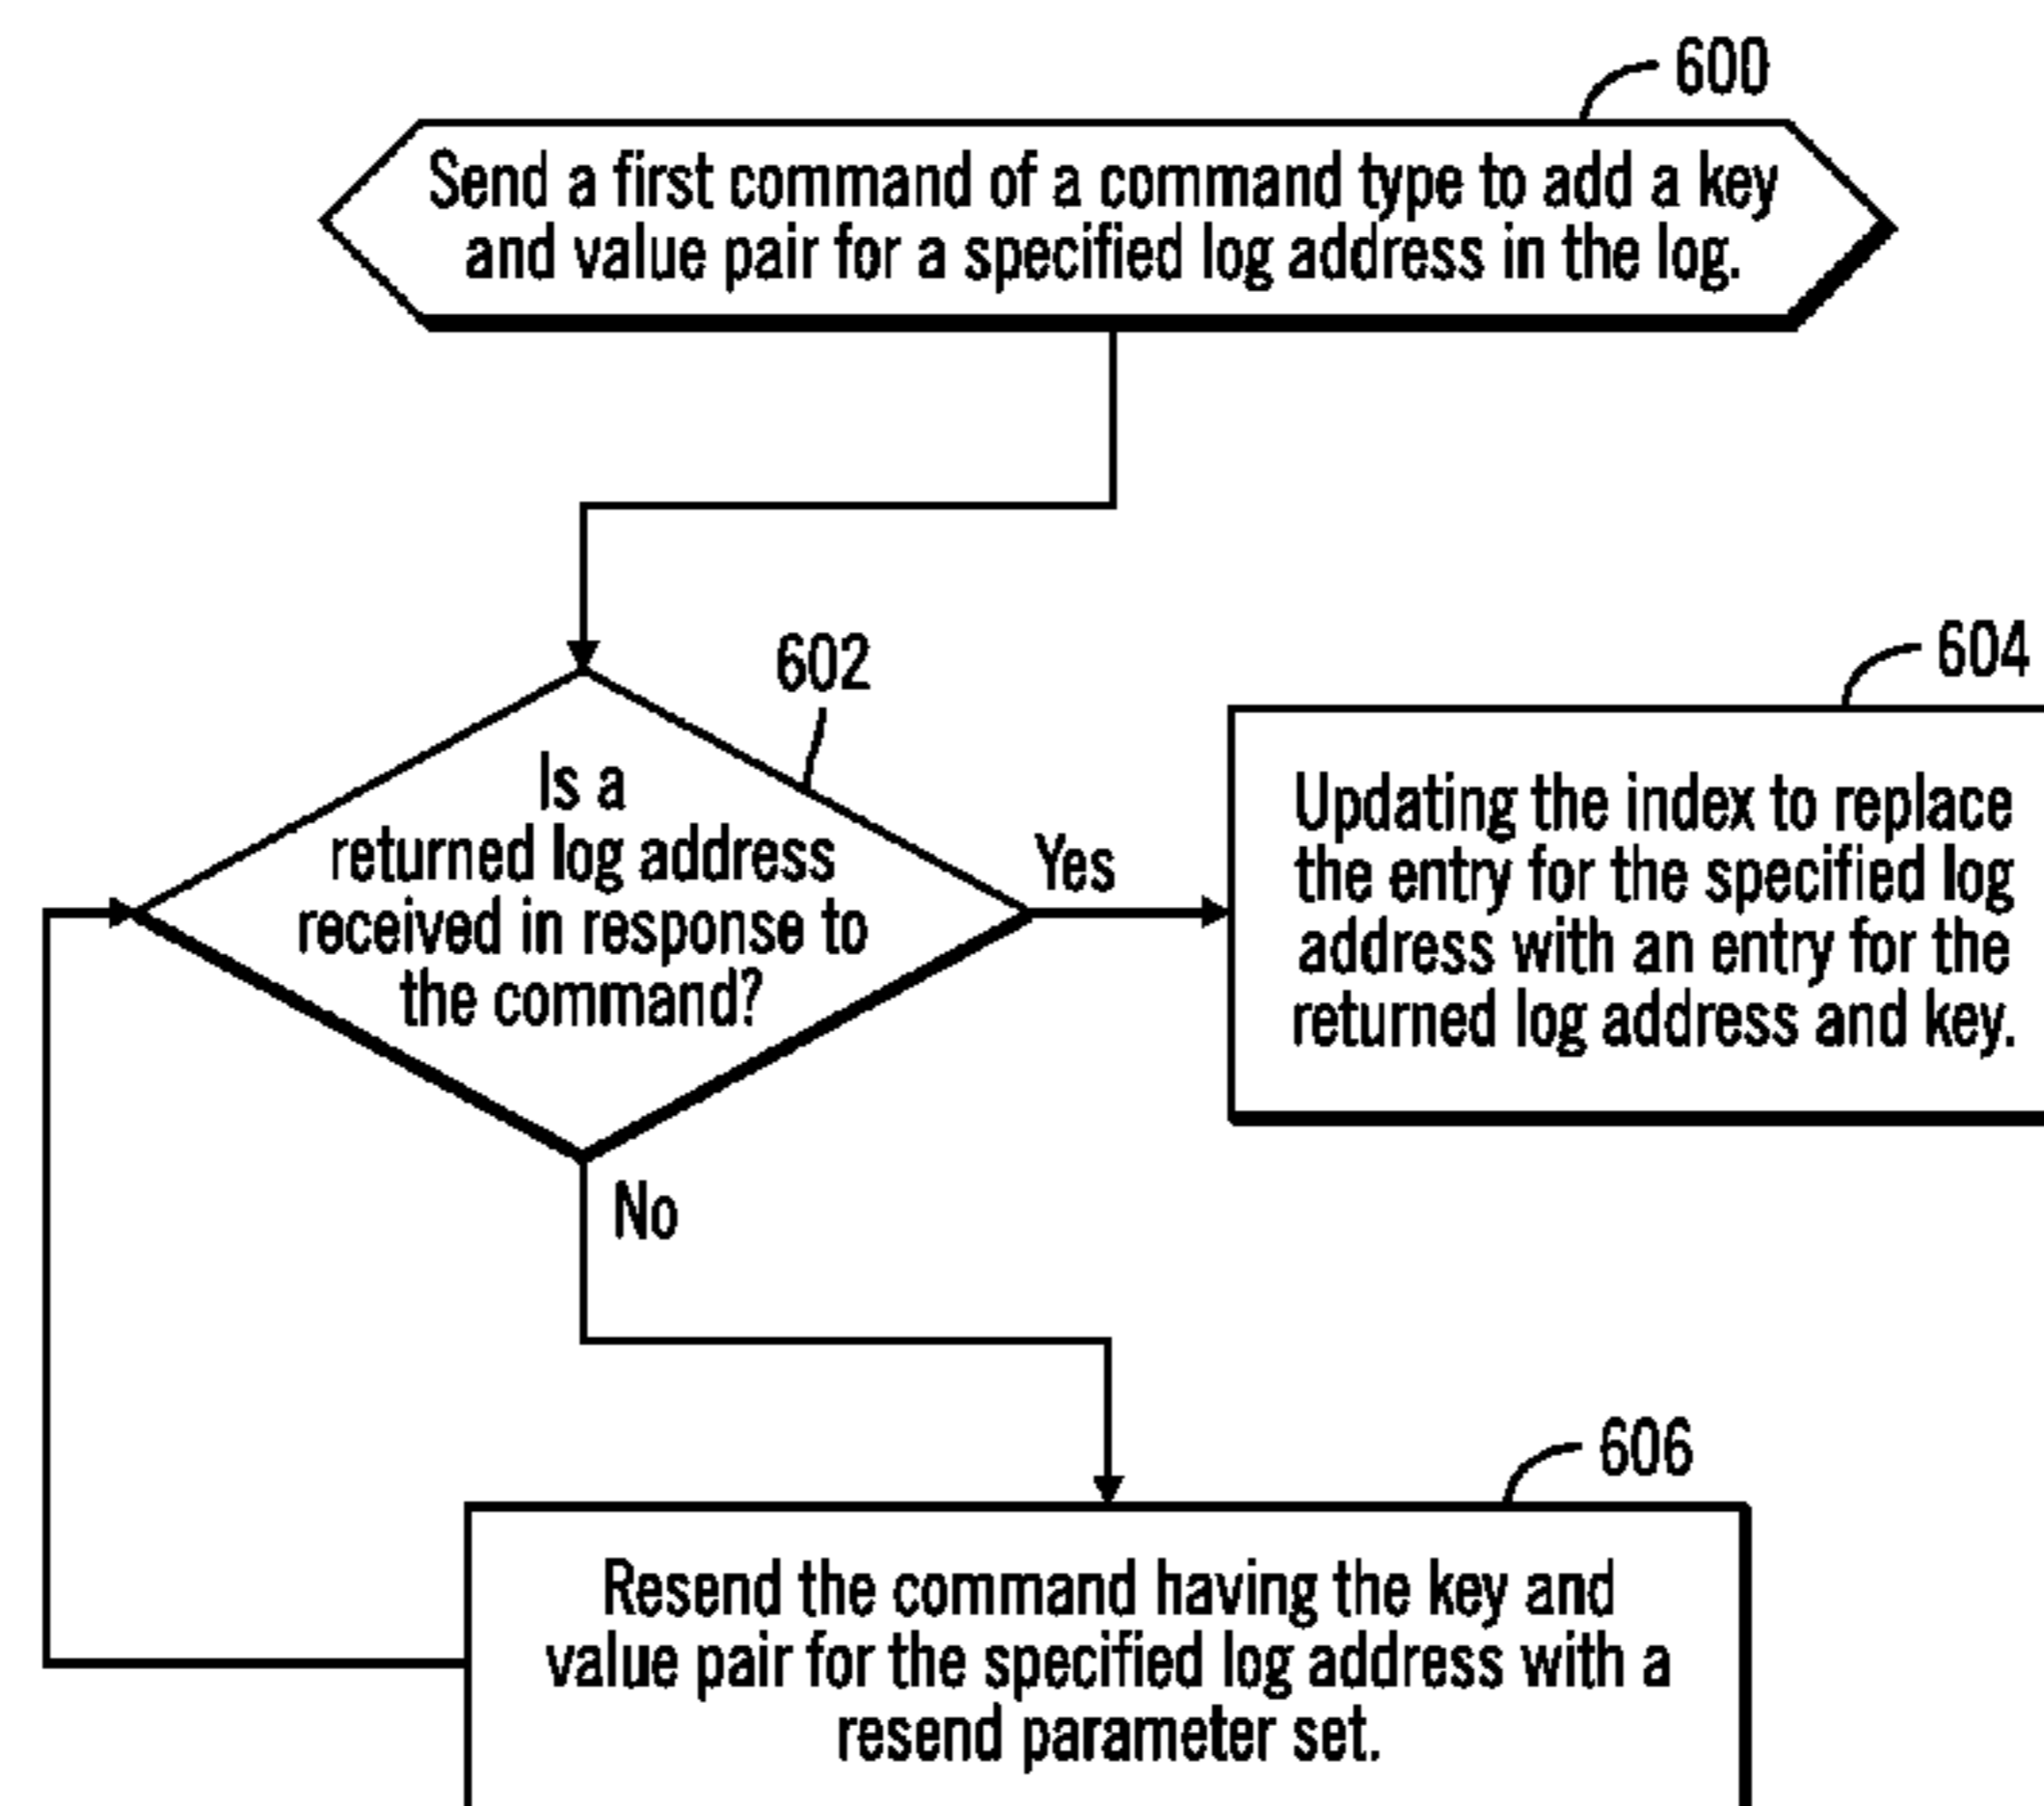 600
Send a first command of a command type to add a key
and value pair for a specified log address in the log.
602
Is a
returned log address
received in response to
the command?
Yes
604
Updating the index to replace
the entry for the specified log
address with an entry for the
returned log address and key.
No
606
Resend the command having the key and
value pair for the specified log address with a
resend parameter set.